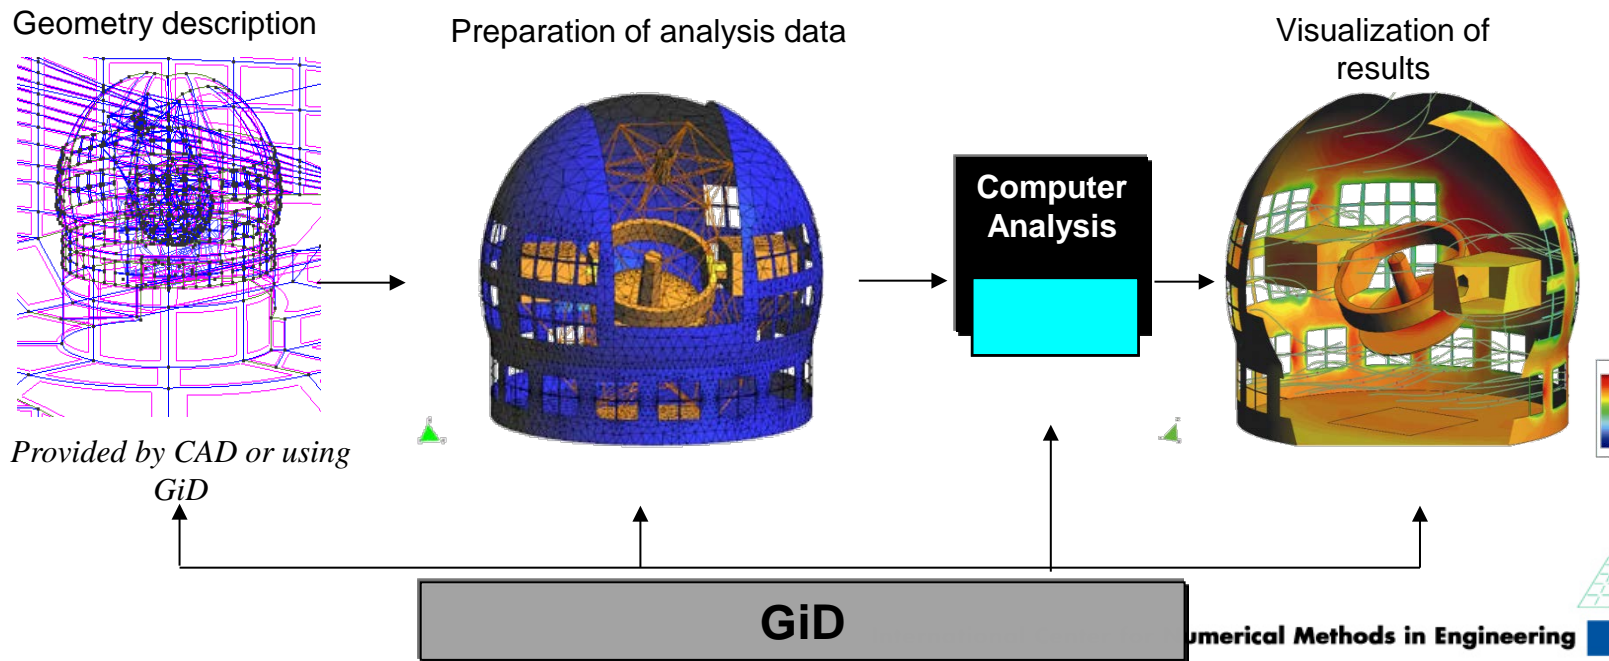 Geometry description
Preparation of analysis data
Visualization of
results
Computer
Analysis
Provided by CAD or using
GiD
GiD
Methods in Engineering